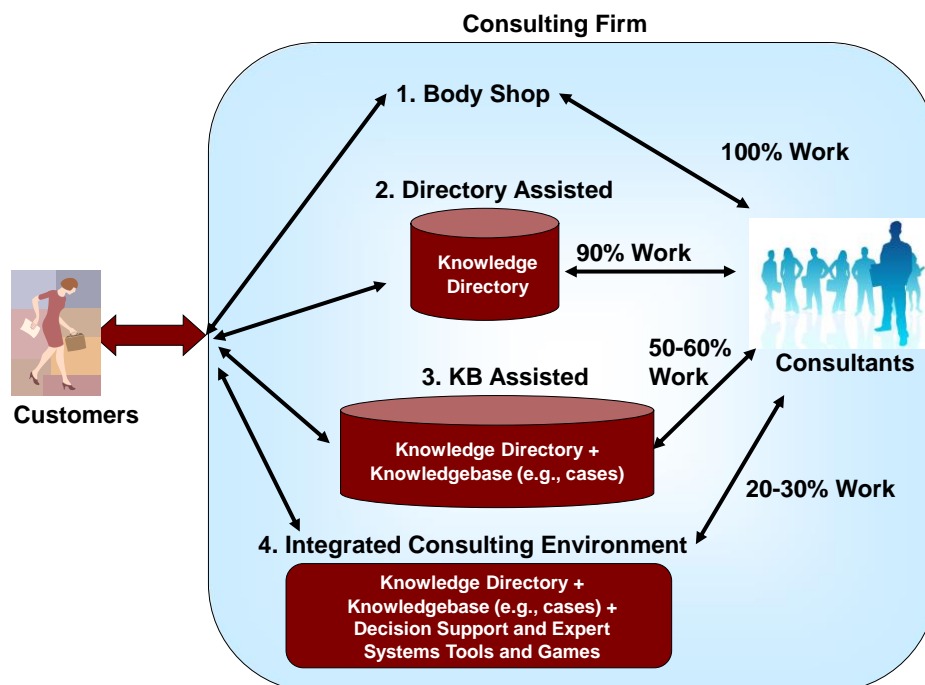 Consulting Firm
1. Body Shop
100% Work
2. Directory Assisted
Knowledge
Directory
90% Work
Customers
50-60%
Work
Consultants
3. KB Assisted
Knowledge Directory +
Knowledgebase (e.g., cases)
20-30% Work
4. Integrated Consulting Environment
Knowledge Directory +
Knowledgebase (e.g., cases) +
Decision Support and Expert
Systems Tools and Games